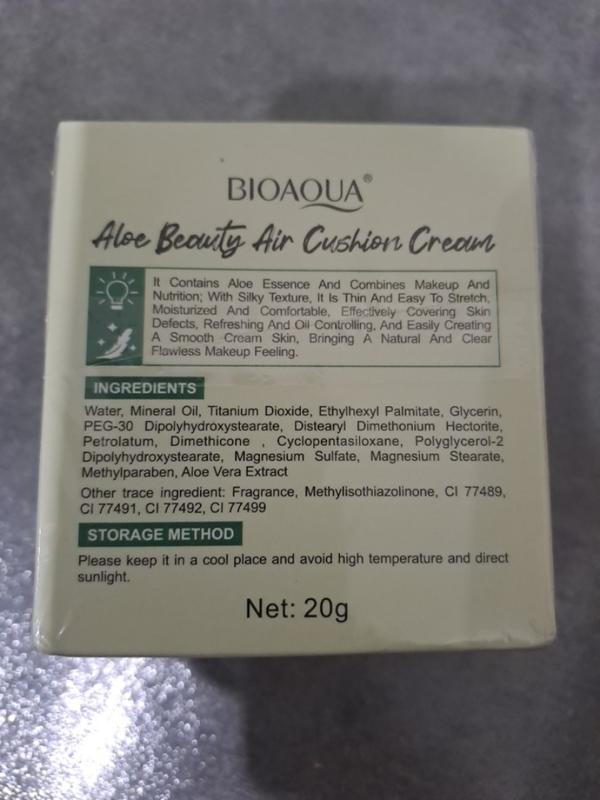 BIOAQUA®
Aloe Beauty Air Cushion Cream
It Contains Aloe Essence And Combines Makeup And
Nutrition; With Silky Texture, It Is Thin And Easy To Stretch,
Moisturized And Comfortable, Effectively Covering Skin
Defects, Refreshing And Oil Controlling, And Easily Creating
A Smooth Cream Skin, Bringing A Natural And Clear
Flawless Makeup Feeling.
INGREDIENTS
Water, Mineral Oil, Titanium Dioxide, Ethylhexyl Palmitate, Glycerin,
PEG-30 Dipolyhydroxystearate, Distearyl Dimethonium Hectorite,
Petrolatum, Dimethicone , Cyclopentasiloxane, Polyglycerol-2
Dipolyhydroxystearate, Magnesium Sulfate, Magnesium Stearate,
Methylparaben, Aloe Vera Extract
Other trace ingredient: Fragrance, Methylisothiazolinone, CI 77489,
CI 77491, CI 77492, CI 77499
STORAGE METHOD
Please keep it in a cool place and avoid high temperature and direct
sunlight.
Net: 20g